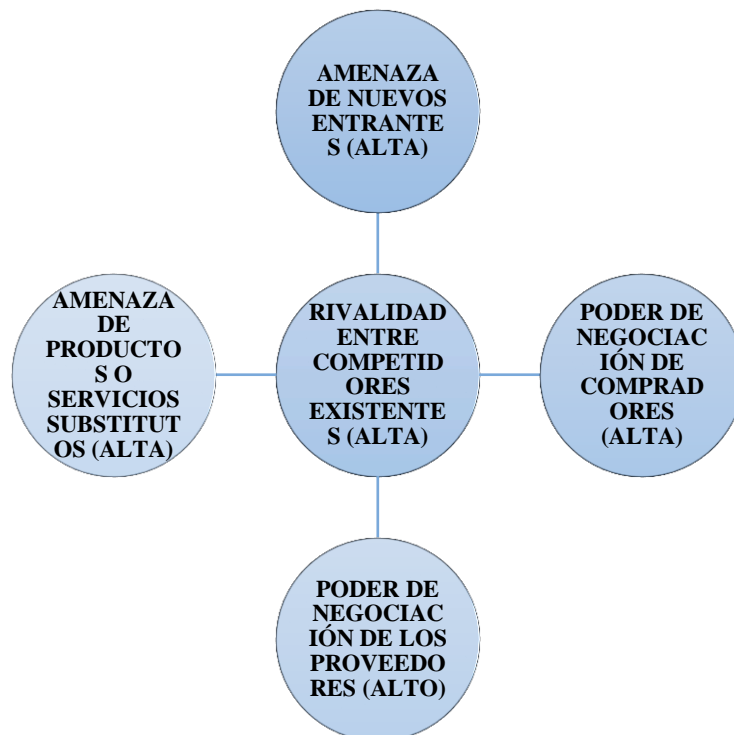 AMENAZA
DE NUEVOS
ENTRANTE
S (ALTA)
AMENAZA
DE
PRODUCTO
S O
SERVICIOS
SUBSTITUT
OS (ALTA)
RIVALIDAD
ENTRE
COMPETID
ORES
EXISTENTE
S (ALTA)
PODER DE
NEGOCIAC
IÓN DE
COMPRAD
ORES
(ALTA)
PODER DE
NEGOCIAC
IÓN DE LOS
PROVEEDO
RES (ALTO)